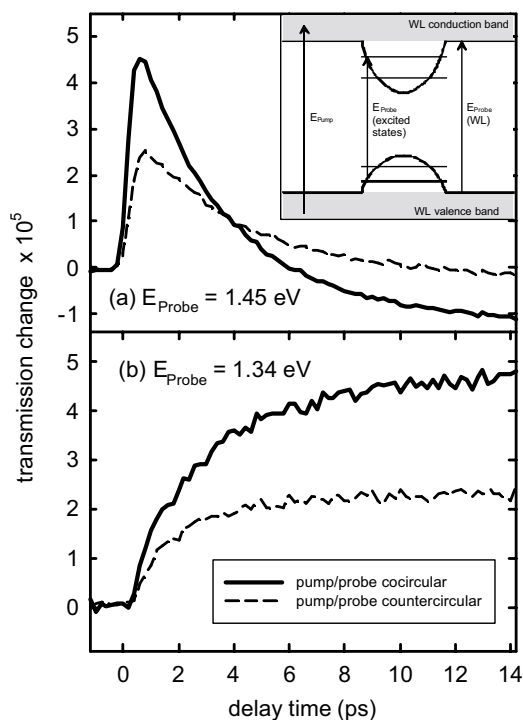 transmission change x 10⁵
5
4
3
2
1
0
-1
(a) E_Probe = 1.45 eV
WL conduction band
E_Pump
E_Probe
(excited
states)
E_Probe
(WL)
WL valence band
5
4
3
2
1
0
(b) E_Probe = 1.34 eV
pump/probe cocircular
pump/probe countercircular
0 2 4 6 8 10 12 14
delay time (ps)